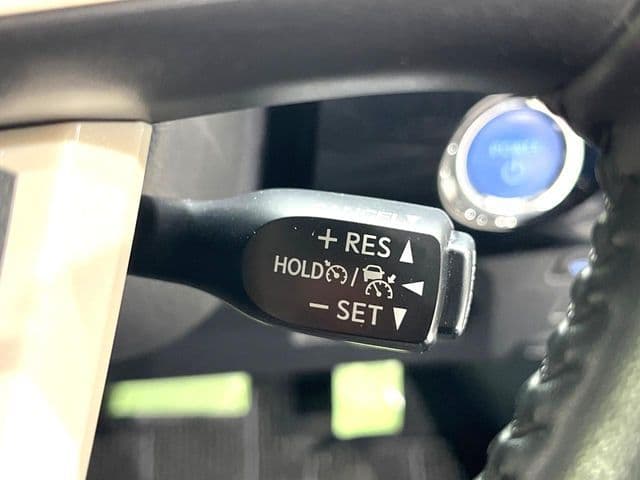 + RES ▲
HOLD / ◀
− SET ▼